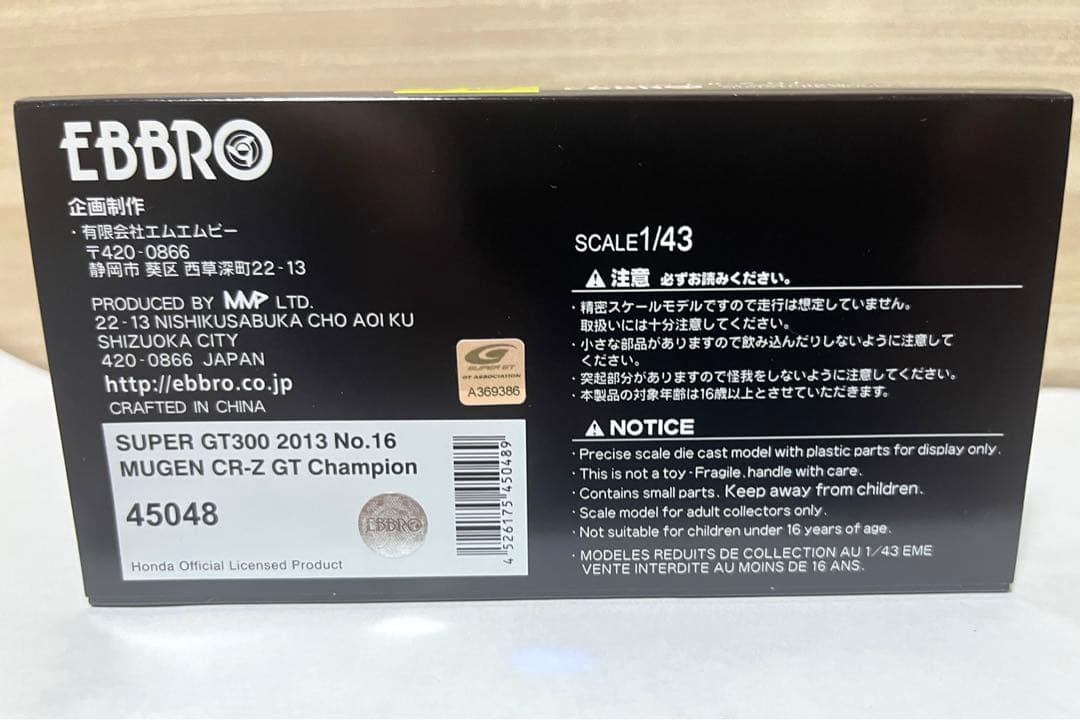 EBBRO
企画制作
・有限会社エムエムピー
〒420-0866
静岡市 葵区 西草深町22-13
PRODUCED BY MMP LTD.
22-13 NISHIKUSABUKA CHO AOI KU
SHIZUOKA CITY
420-0866 JAPAN
http://ebbro.co.jp
CRAFTED IN CHINA
SUPER GT
GT ASSOCIATION
A369386
SUPER GT300 2013 No.16
MUGEN CR-Z GT Champion
45048
EBBRO
Honda Official Licensed Product
4 526175 450489
SCALE1/43
注意 必ずお読みください。
・精密スケールモデルですので走行は想定していません。
取扱いには十分注意してください。
・小さな部品がありますので飲み込んだりしないように注意して
ください。
・突起部分がありますので怪我をしないように注意してください。
・本製品の対象年齢は16歳以上とさせていただきます。
NOTICE
・Precise scale die cast model with plastic parts for display only.
・This is not a toy・Fragile, handle with care.
・Contains small parts. Keep away from children.
・Scale model for adult collectors only.
・Not suitable for children under 16 years of age.
・MODELES REDUITS DE COLLECTION AU 1/43 EME
VENTE INTERDITE AU MOINS DE 16 ANS.